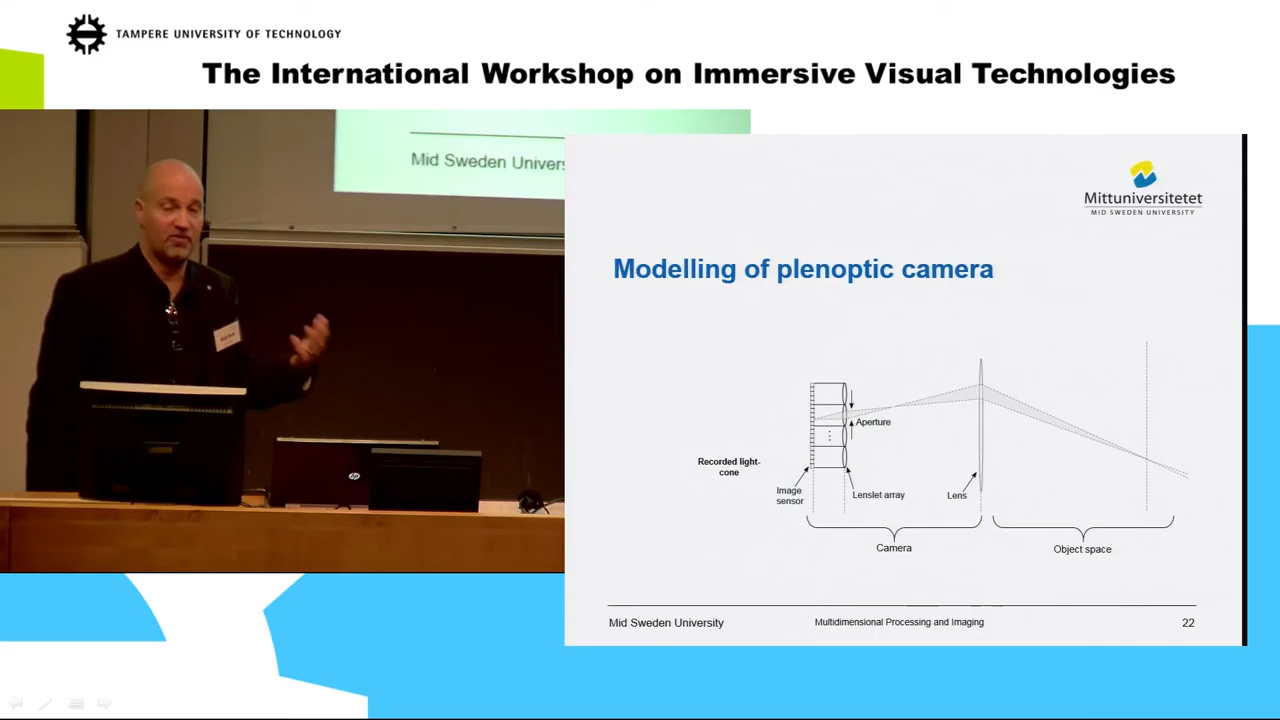 TAMPERE UNIVERSITY OF TECHNOLOGY
The International Workshop on Immersive Visual Technologies
Mid Sweden Univers
Mittuniversitetet
MID SWEDEN UNIVERSITY
Modelling of plenoptic camera
Aperture
Recorded light-
cone
Image
sensor
Lenslet array
Lens
Camera
Object space
Mid Sweden University
Multidimensional Processing and Imaging
22
hp